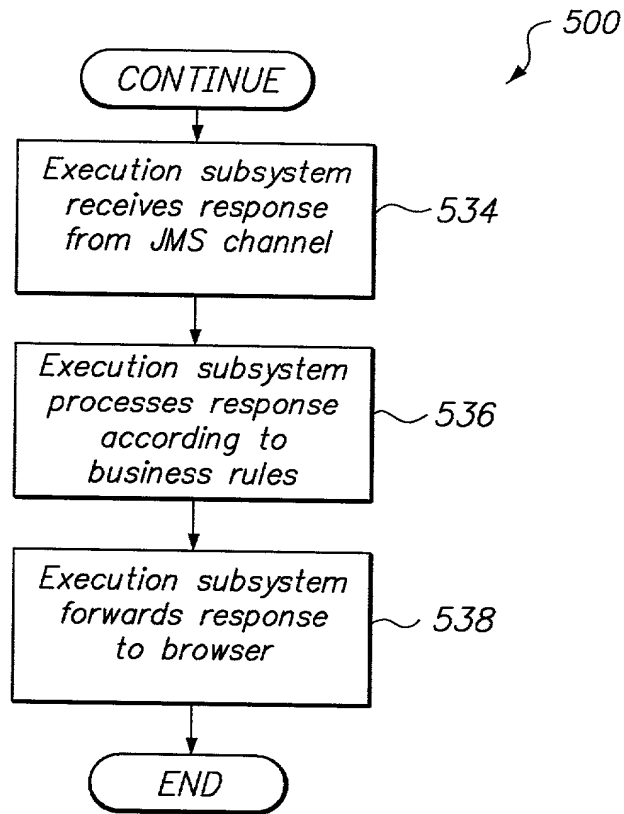 500
CONTINUE
Execution subsystem
receives response
from JMS channel
534
Execution subsystem
processes response
according to
business rules
536
Execution subsystem
forwards response
to browser
538
END